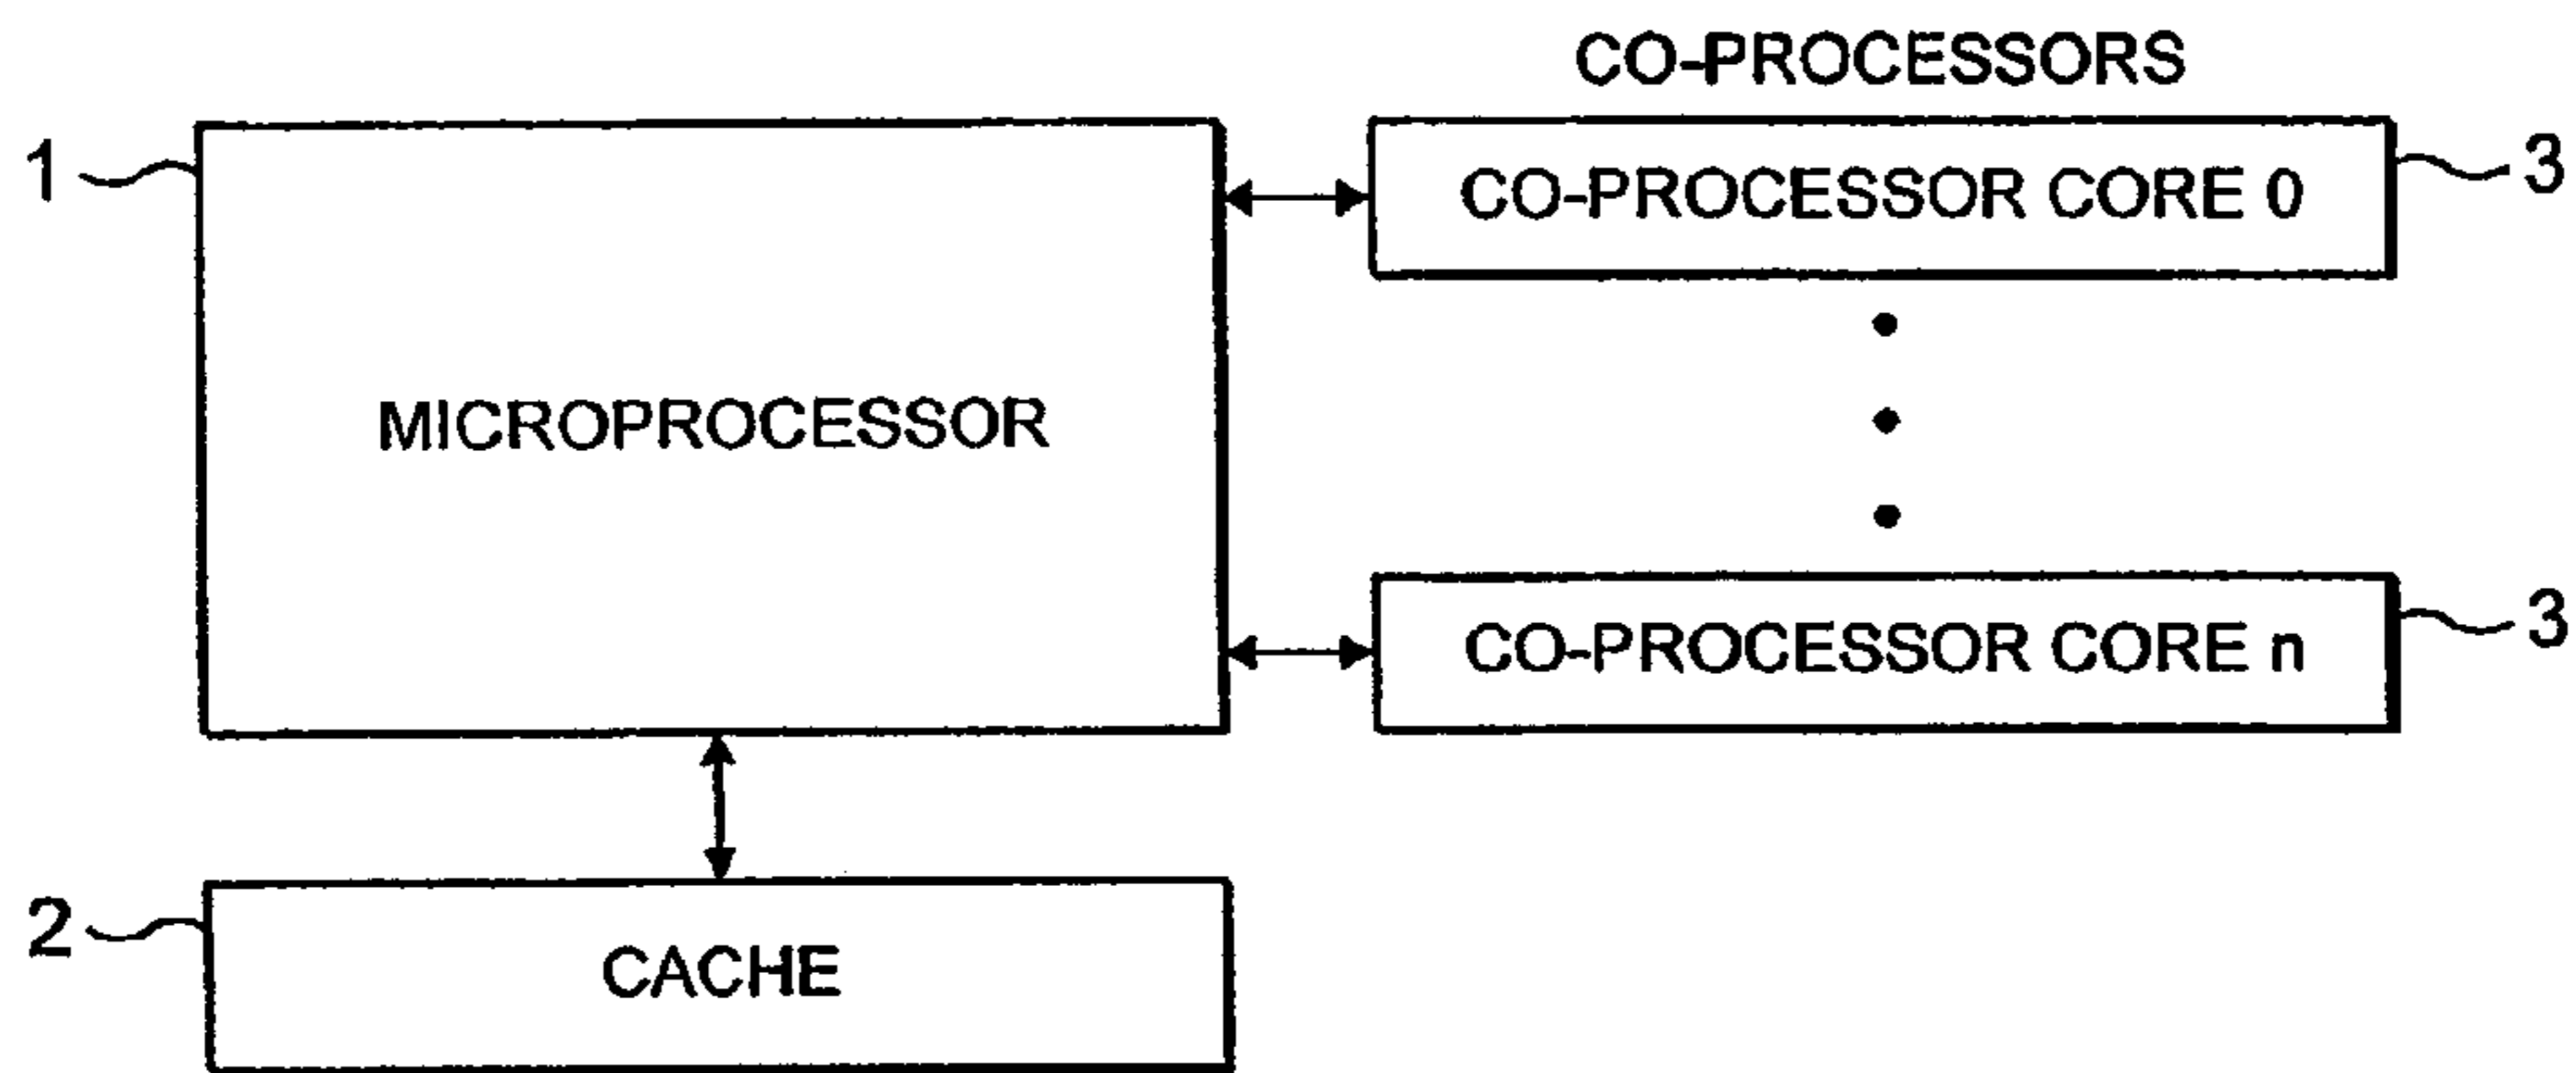 CO-PROCESSORS
1
CO-PROCESSOR CORE 0
3
MICROPROCESSOR
CO-PROCESSOR CORE n
3
2
CACHE